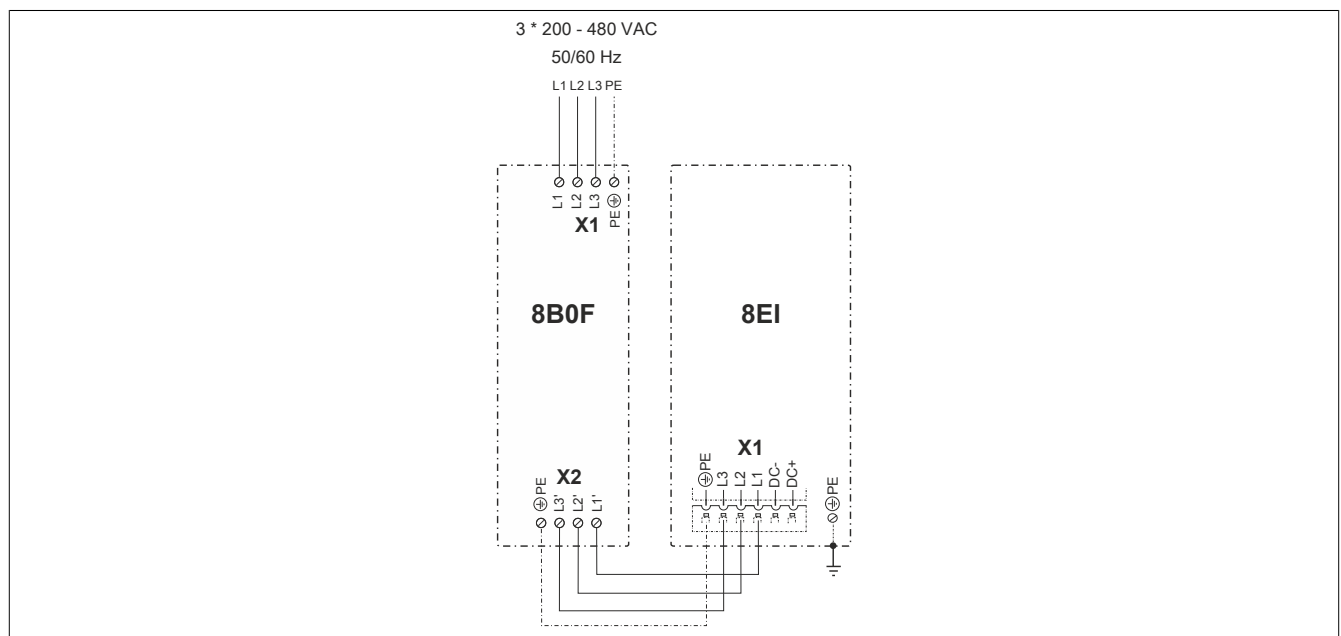 3 * 200 - 480 VAC
50/60 Hz
L1 L2 L3 PE
L1 L2 L3 PE
X1
8B0F
8EI
X2
PE L3' L2' L1'
X1
PE L3 L2 L1 DC- DC+
PE